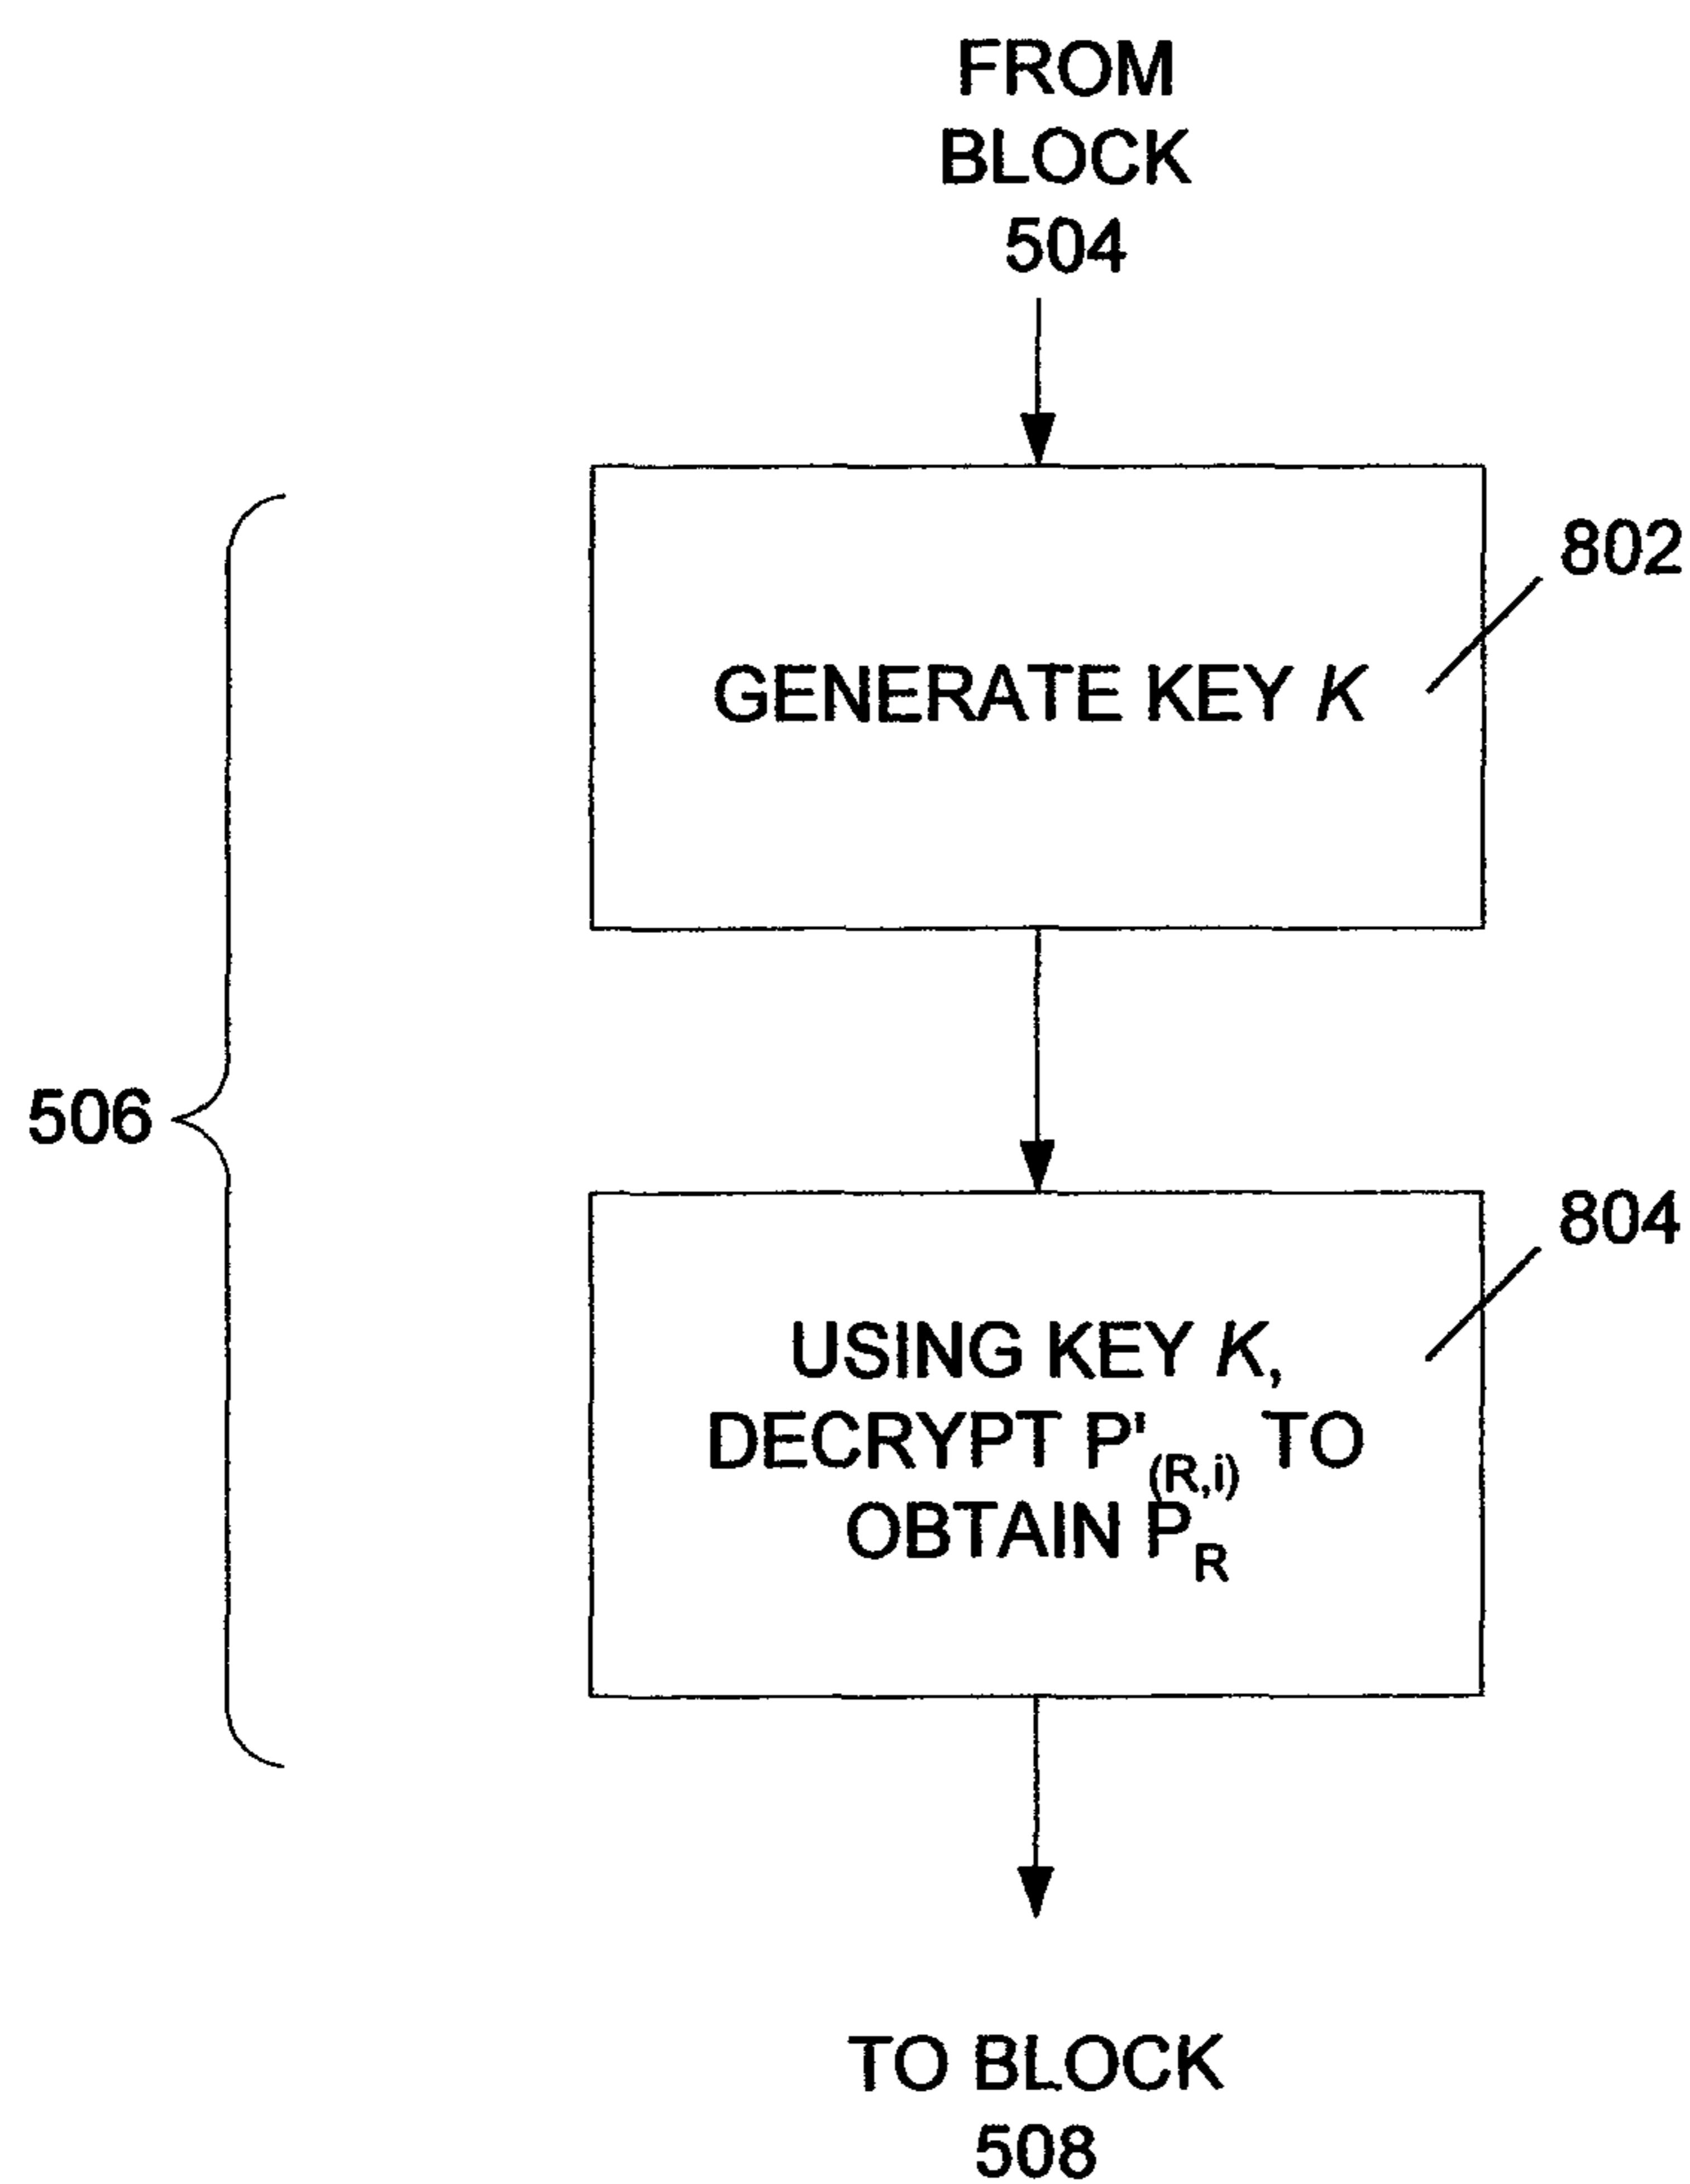 FROM
BLOCK
504
802
GENERATE KEY K
506
804
USING KEY K,
DECRYPT P'(R,i) TO
OBTAIN PR
TO BLOCK
508